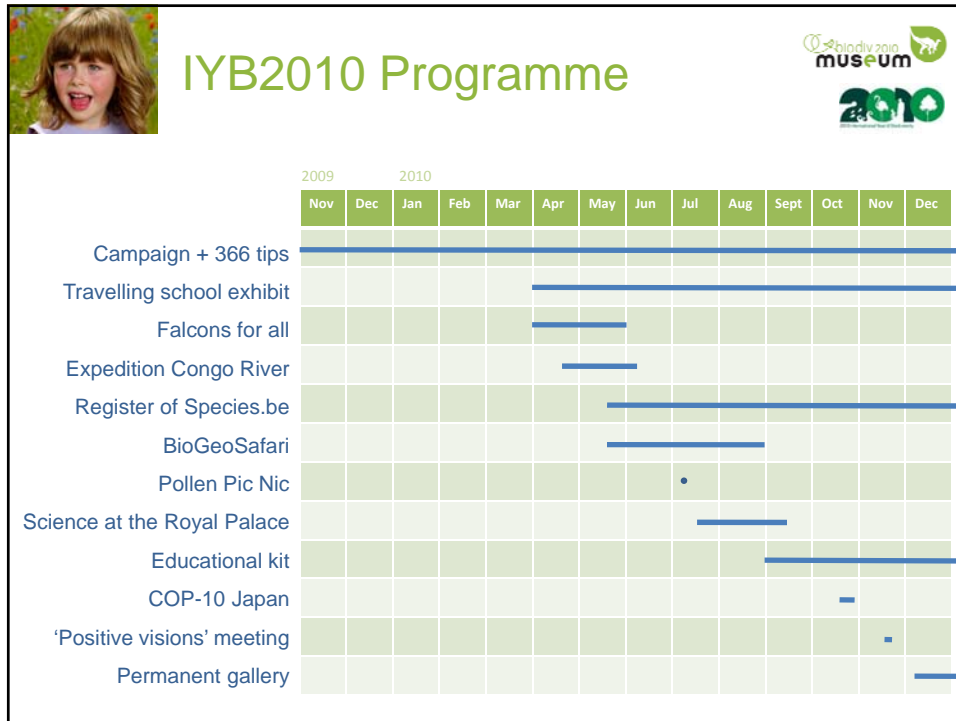 IYB2010 Programme
biodiv 2010
museum
2010
2009 2010
Nov Dec Jan Feb Mar Apr May Jun Jul Aug Sept Oct Nov Dec
Campaign + 366 tips
Travelling school exhibit
Falcons for all
Expedition Congo River
Register of Species.be
BioGeoSafari
Pollen Pic Nic
Science at the Royal Palace
Educational kit
COP-10 Japan
‘Positive visions’ meeting
Permanent gallery